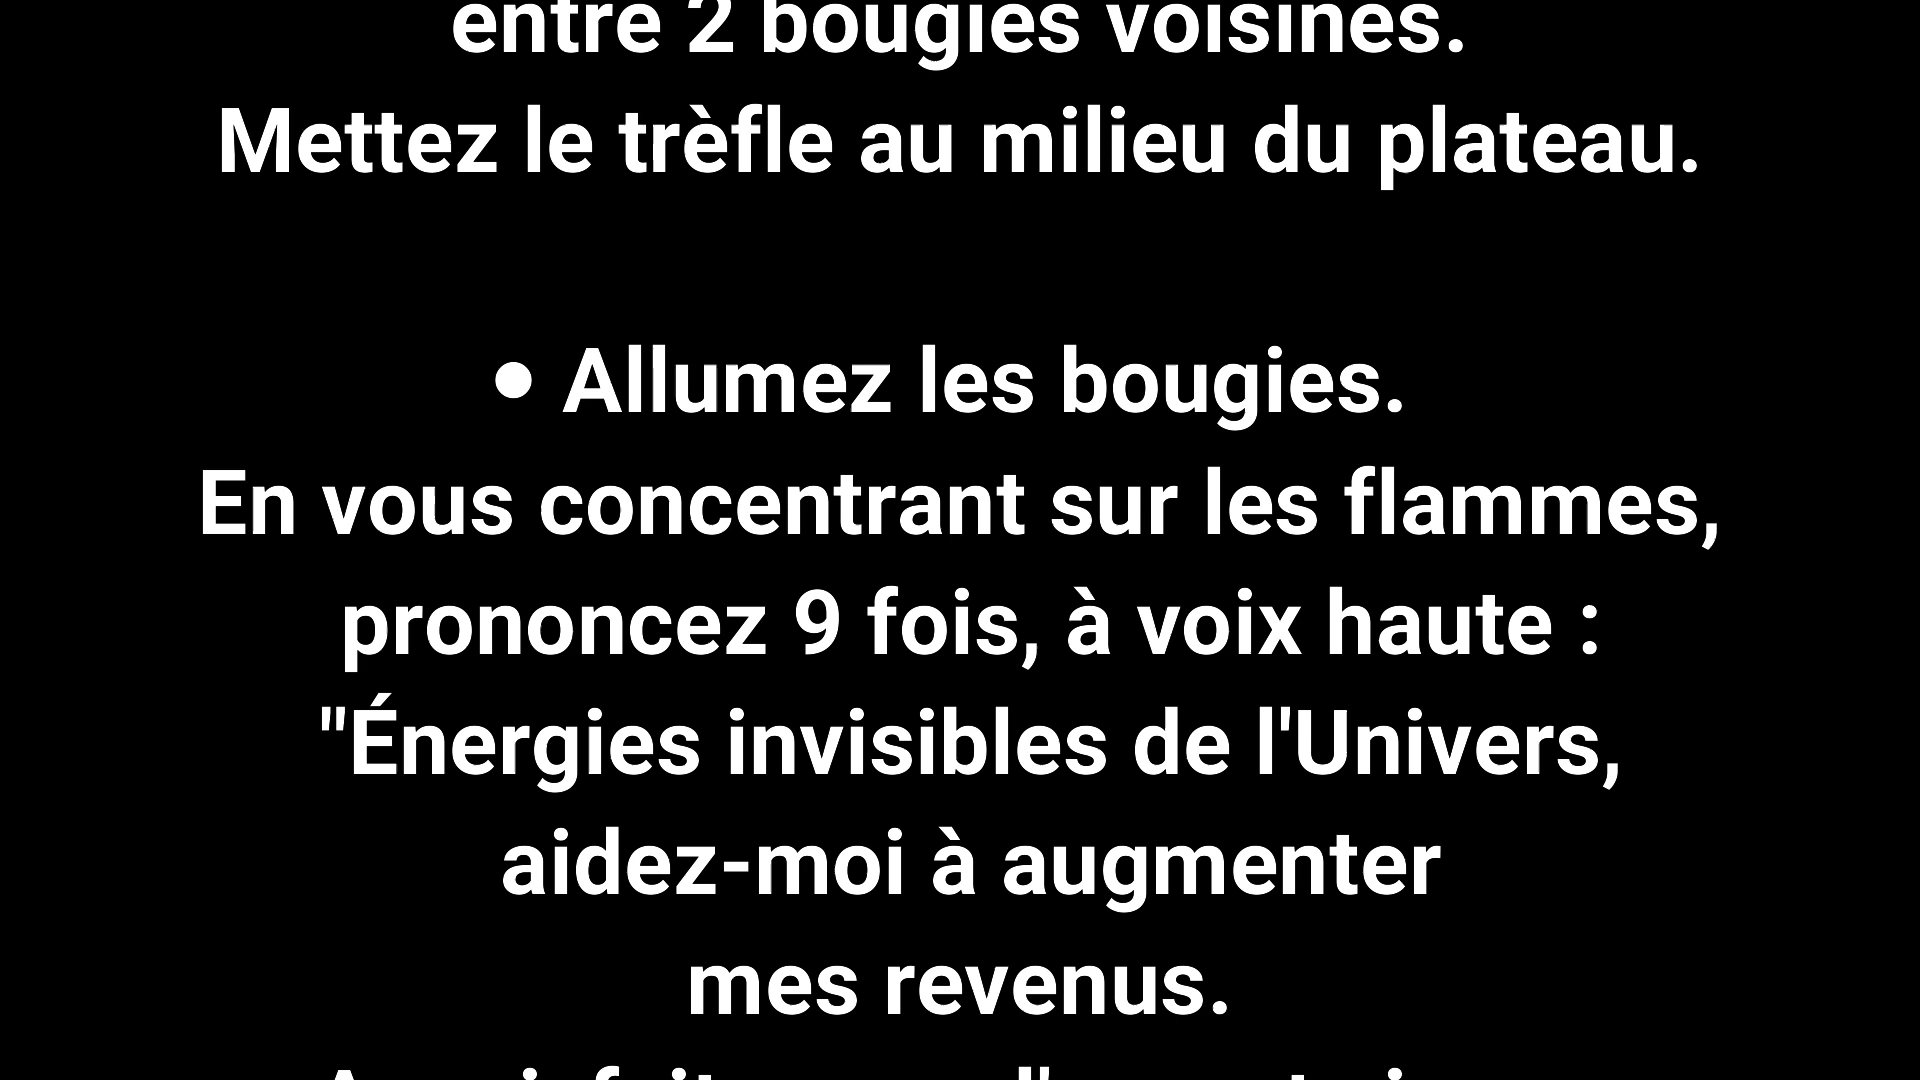 entre 2 bougies voisines.
Mettez le trèfle au milieu du plateau.
• Allumez les bougies.
En vous concentrant sur les flammes,
prononcez 9 fois, à voix haute :
"Énergies invisibles de l'Univers,
aidez-moi à augmenter
mes revenus.